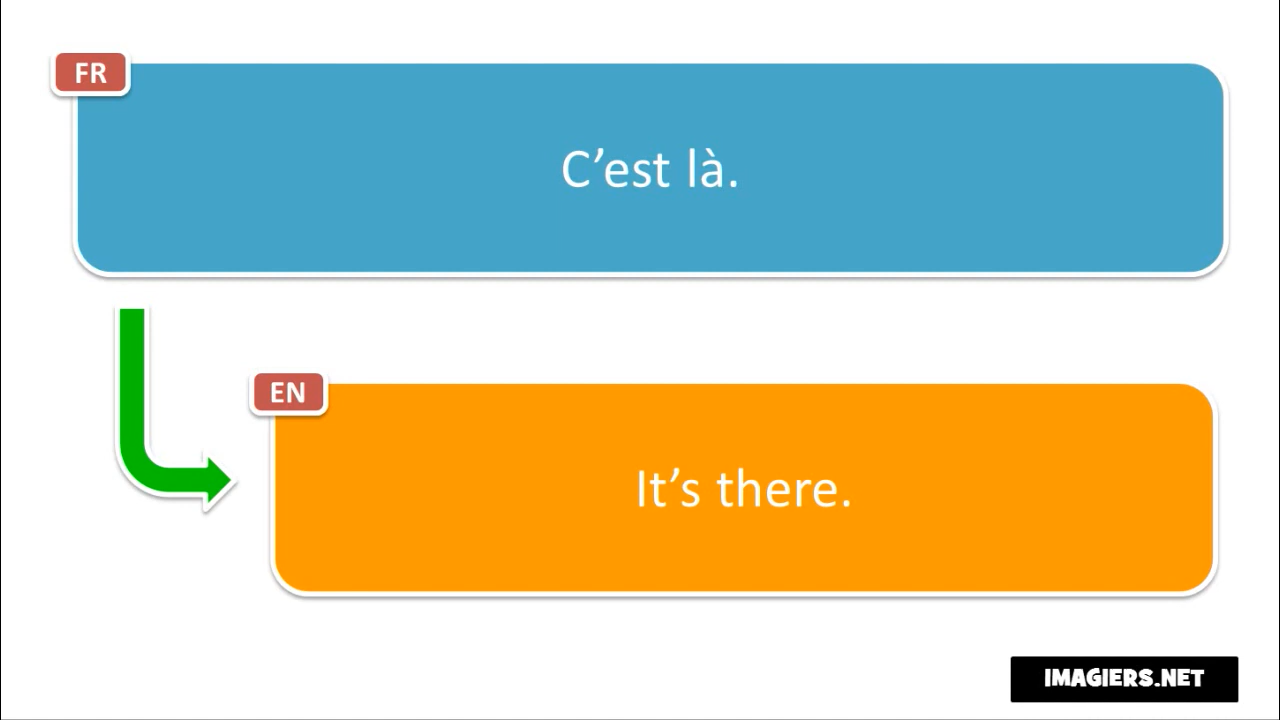 FR
C’est là.
EN
It’s there.
IMAGIERS.NET